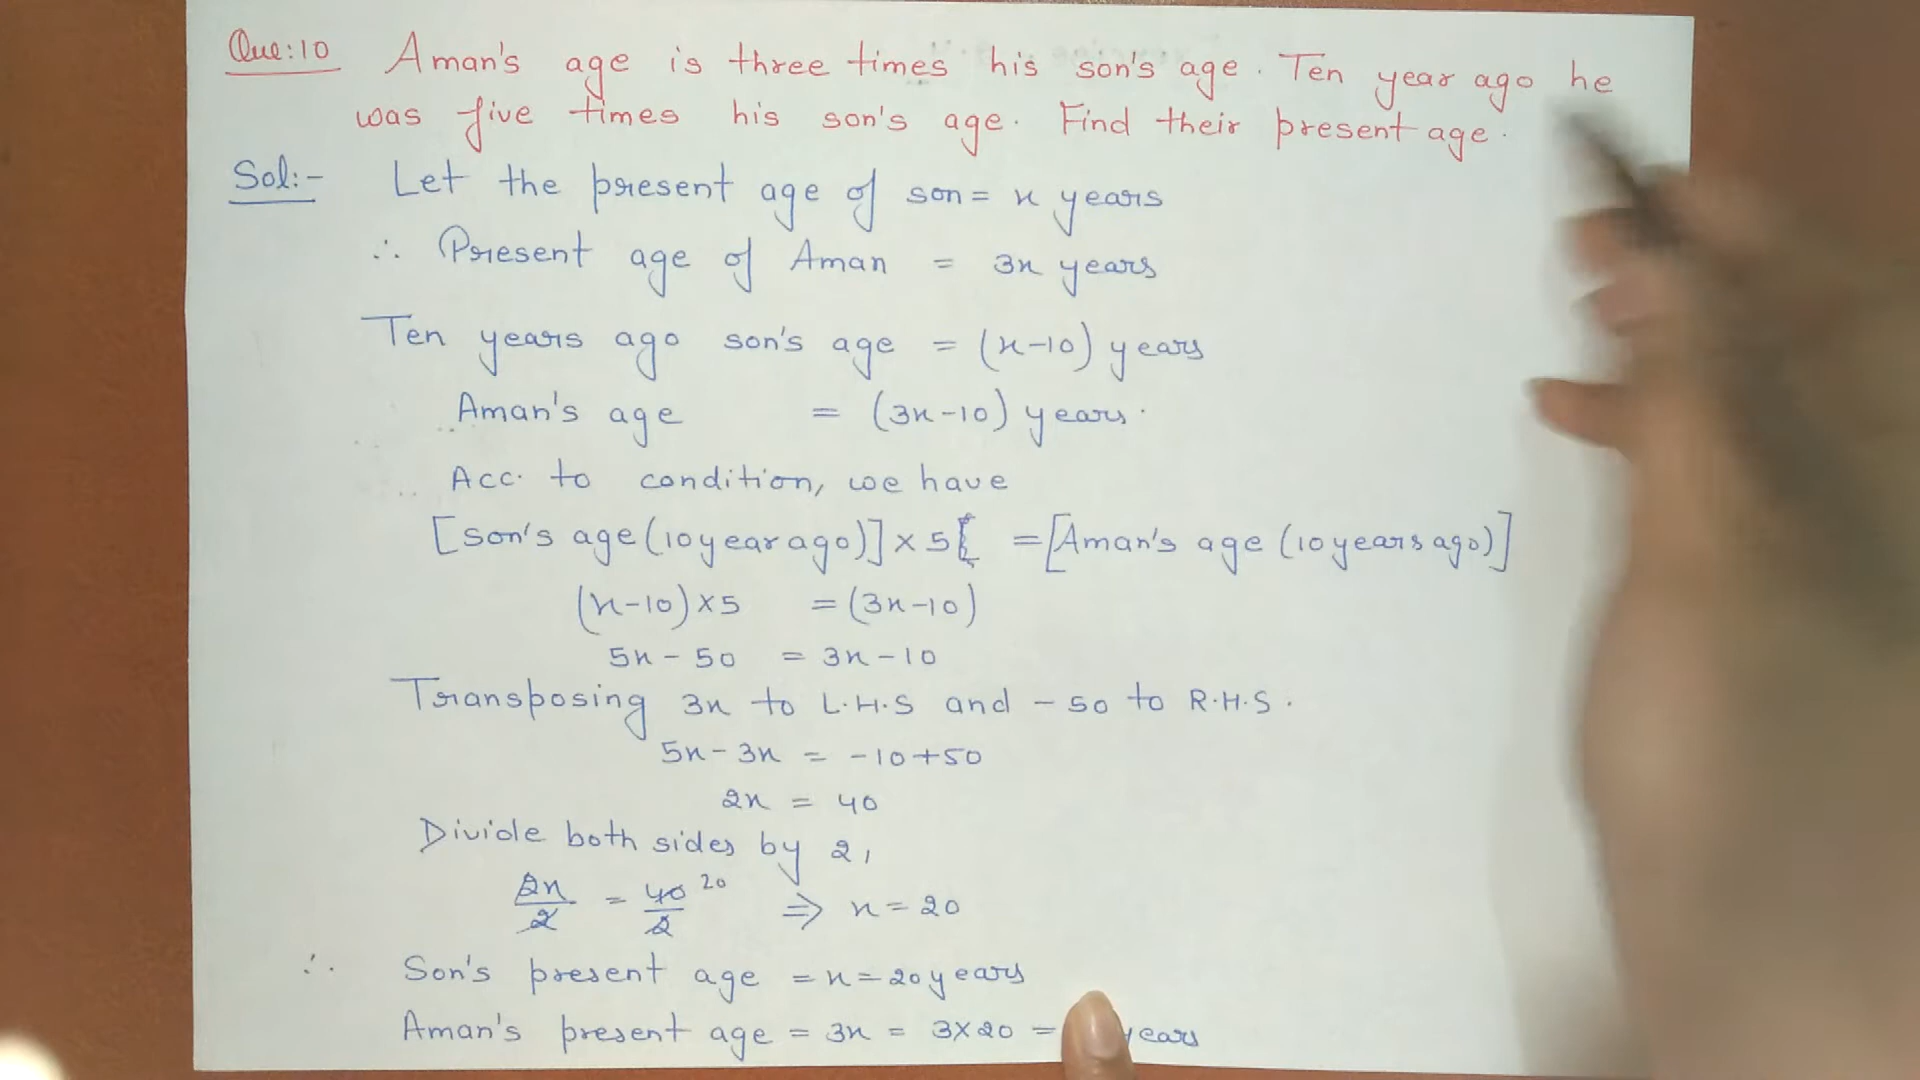 Que:10 Aman's age is three times his son's age. Ten year ago he
was five times his son's age. Find their present age.
Sol:- Let the present age of son = x years
∴ Present age of Aman = 3x years
Ten years ago son's age = (x-10) years
Aman's age = (3x-10) years.
Acc. to condition, we have
[son's age (10 year ago)] × 5 = [Aman's age (10 years ago)]
(x-10)×5 = (3x-10)
5x - 50 = 3x - 10
Transposing 3x to L.H.S and - 50 to R.H.S.
5x - 3x = -10+50
2x = 40
Divide both sides by 2,
2x/2 = 40/2 20 ⇒ x = 20
∴ Son's present age = x = 20 years
Aman's present age = 3x = 3×20 =